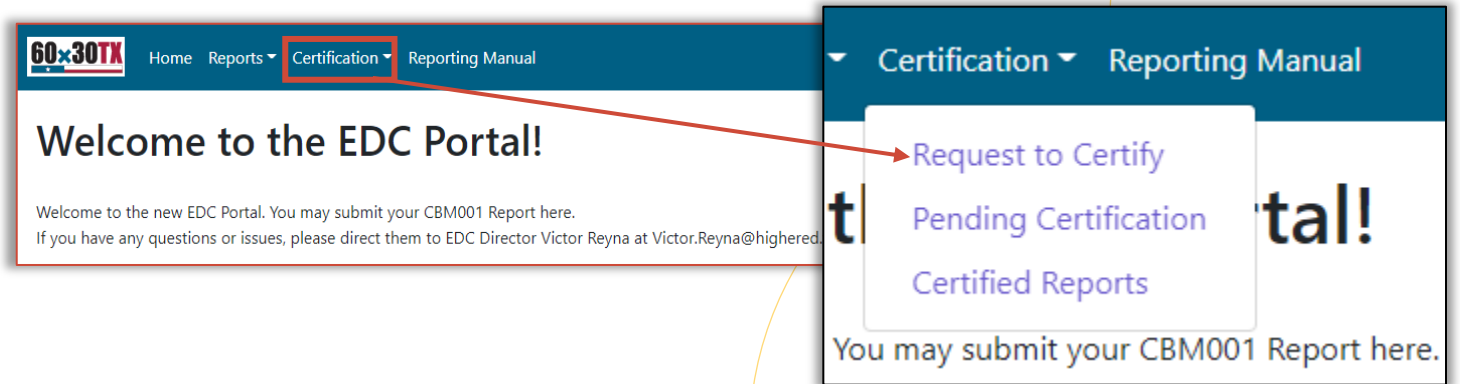 60x30TX Home Reports Certification Reporting Manual
Welcome to the EDC Portal!
Welcome to the new EDC Portal. You may submit your CBM001 Report here.
If you have any questions or issues, please direct them to EDC Director Victor Reyna at Victor.Reyna@highered.
Certification Reporting Manual
Request to Certify
Pending Certification
Certified Reports
tal!
You may submit your CBM001 Report here.